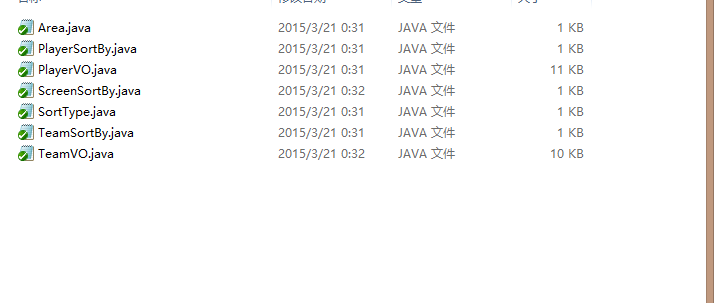 Area.java 2015/3/21 0:31 JAVA 文件 1 KB
PlayerSortBy.java 2015/3/21 0:31 JAVA 文件 1 KB
PlayerVO.java 2015/3/21 0:31 JAVA 文件 11 KB
ScreenSortBy.java 2015/3/21 0:32 JAVA 文件 1 KB
SortType.java 2015/3/21 0:31 JAVA 文件 1 KB
TeamSortBy.java 2015/3/21 0:31 JAVA 文件 1 KB
TeamVO.java 2015/3/21 0:32 JAVA 文件 10 KB